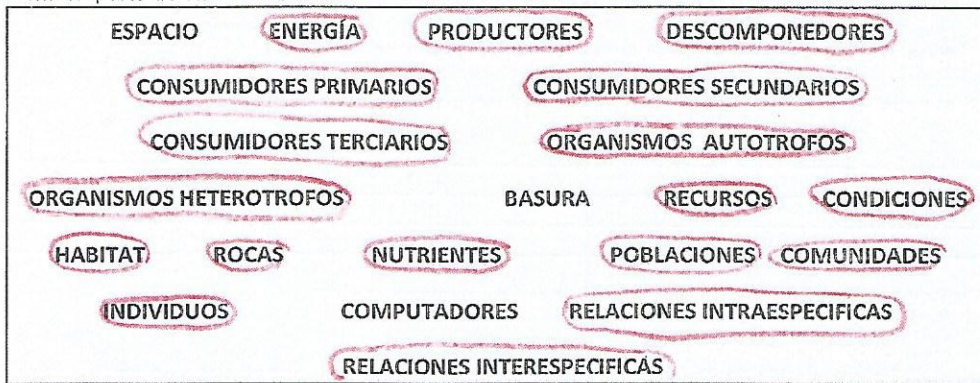 ESPACIO ENERGÍA PRODUCTORES DESCOMPONEDORES
CONSUMIDORES PRIMARIOS CONSUMIDORES SECUNDARIOS
CONSUMIDORES TERCIARIOS ORGANISMOS AUTOTROFOS
ORGANISMOS HETEROTROFOS BASURA RECURSOS CONDICIONES
HABITAT ROCAS NUTRIENTES POBLACIONES COMUNIDADES
INDIVIDUOS COMPUTADORES RELACIONES INTRAESPECIFICAS
RELACIONES INTERESPECIFICAS